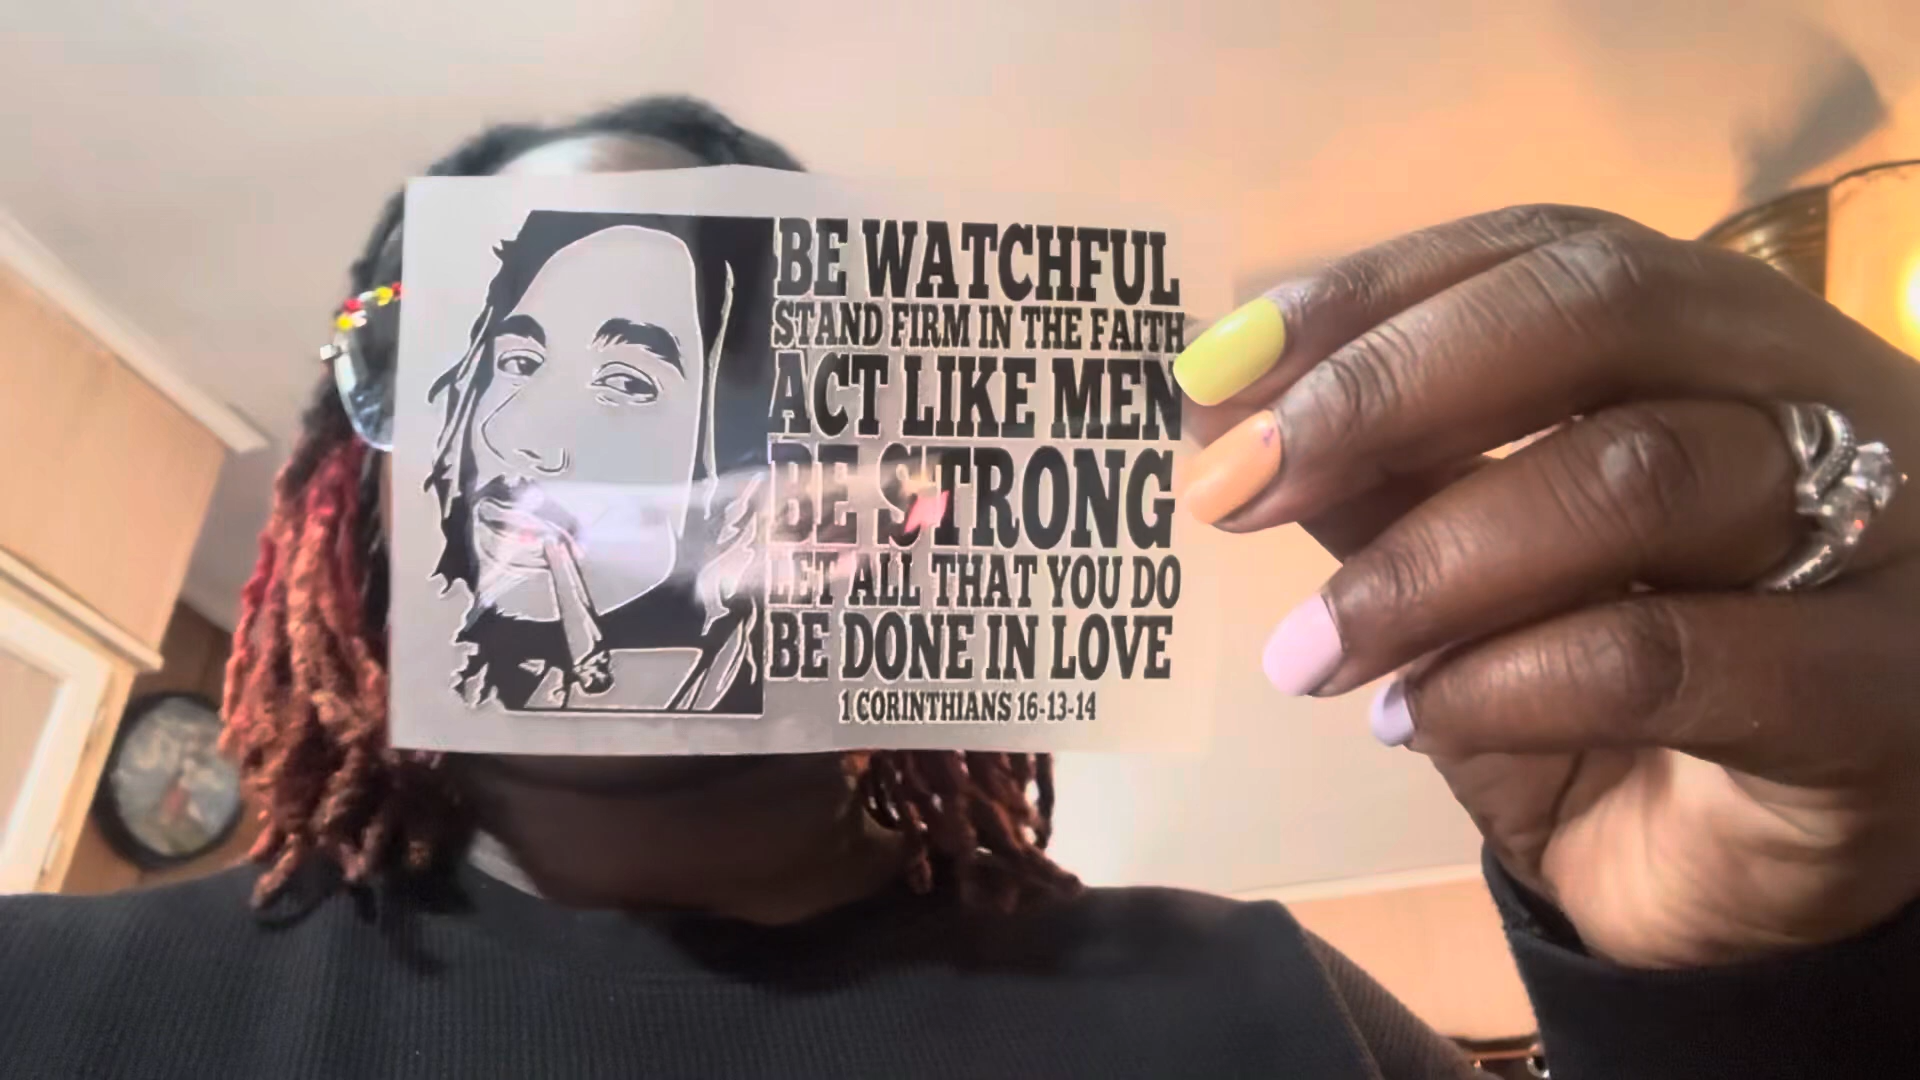 BE WATCHFUL
STAND FIRM IN THE FAITH
ACT LIKE MEN
BE STRONG
LET ALL THAT YOU DO
BE DONE IN LOVE
1 CORINTHIANS 16-13-14